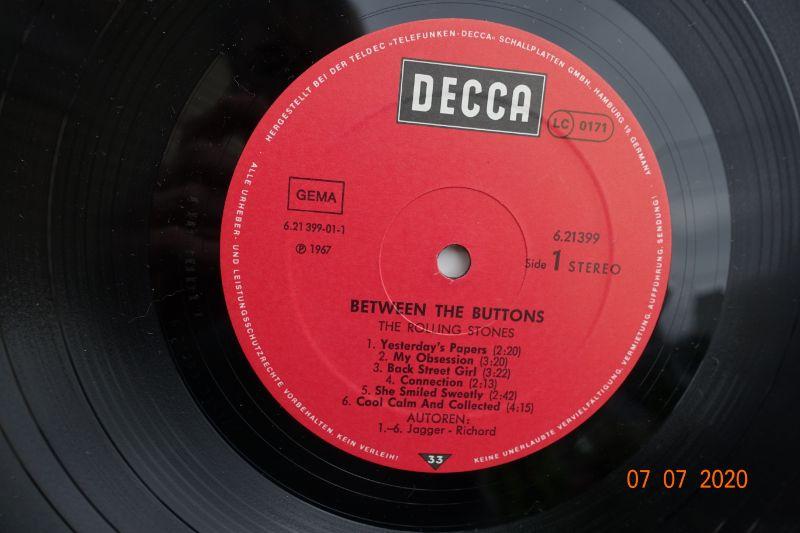 HERGESTELLT BEI DER TELDEC »TELEFUNKEN-DECCA« SCHALLPLATTEN GMBH, HAMBURG 19, GERMANY
DECCA
LC 0171
GEMA
6.21 399-01-1
℗ 1967
6.21399
Side 1 STEREO
BETWEEN THE BUTTONS
THE ROLLING STONES
1. Yesterday's Papers (2:20)
2. My Obsession (3:20)
3. Back Street Girl (3:22)
4. Connection (2:13)
5. She Smiled Sweetly (2:42)
6. Cool Calm And Collected (4:15)
AUTOREN:
1.–6. Jagger - Richard
33
ALLE URHEBER- UND LEISTUNGSSCHUTZRECHTE VORBEHALTEN. KEIN VERLEIH!
KEINE UNERLAUBTE VERVIELFÄLTIGUNG, VERMIETUNG, AUFFÜHRUNG, SENDUNG!
07 07 2020